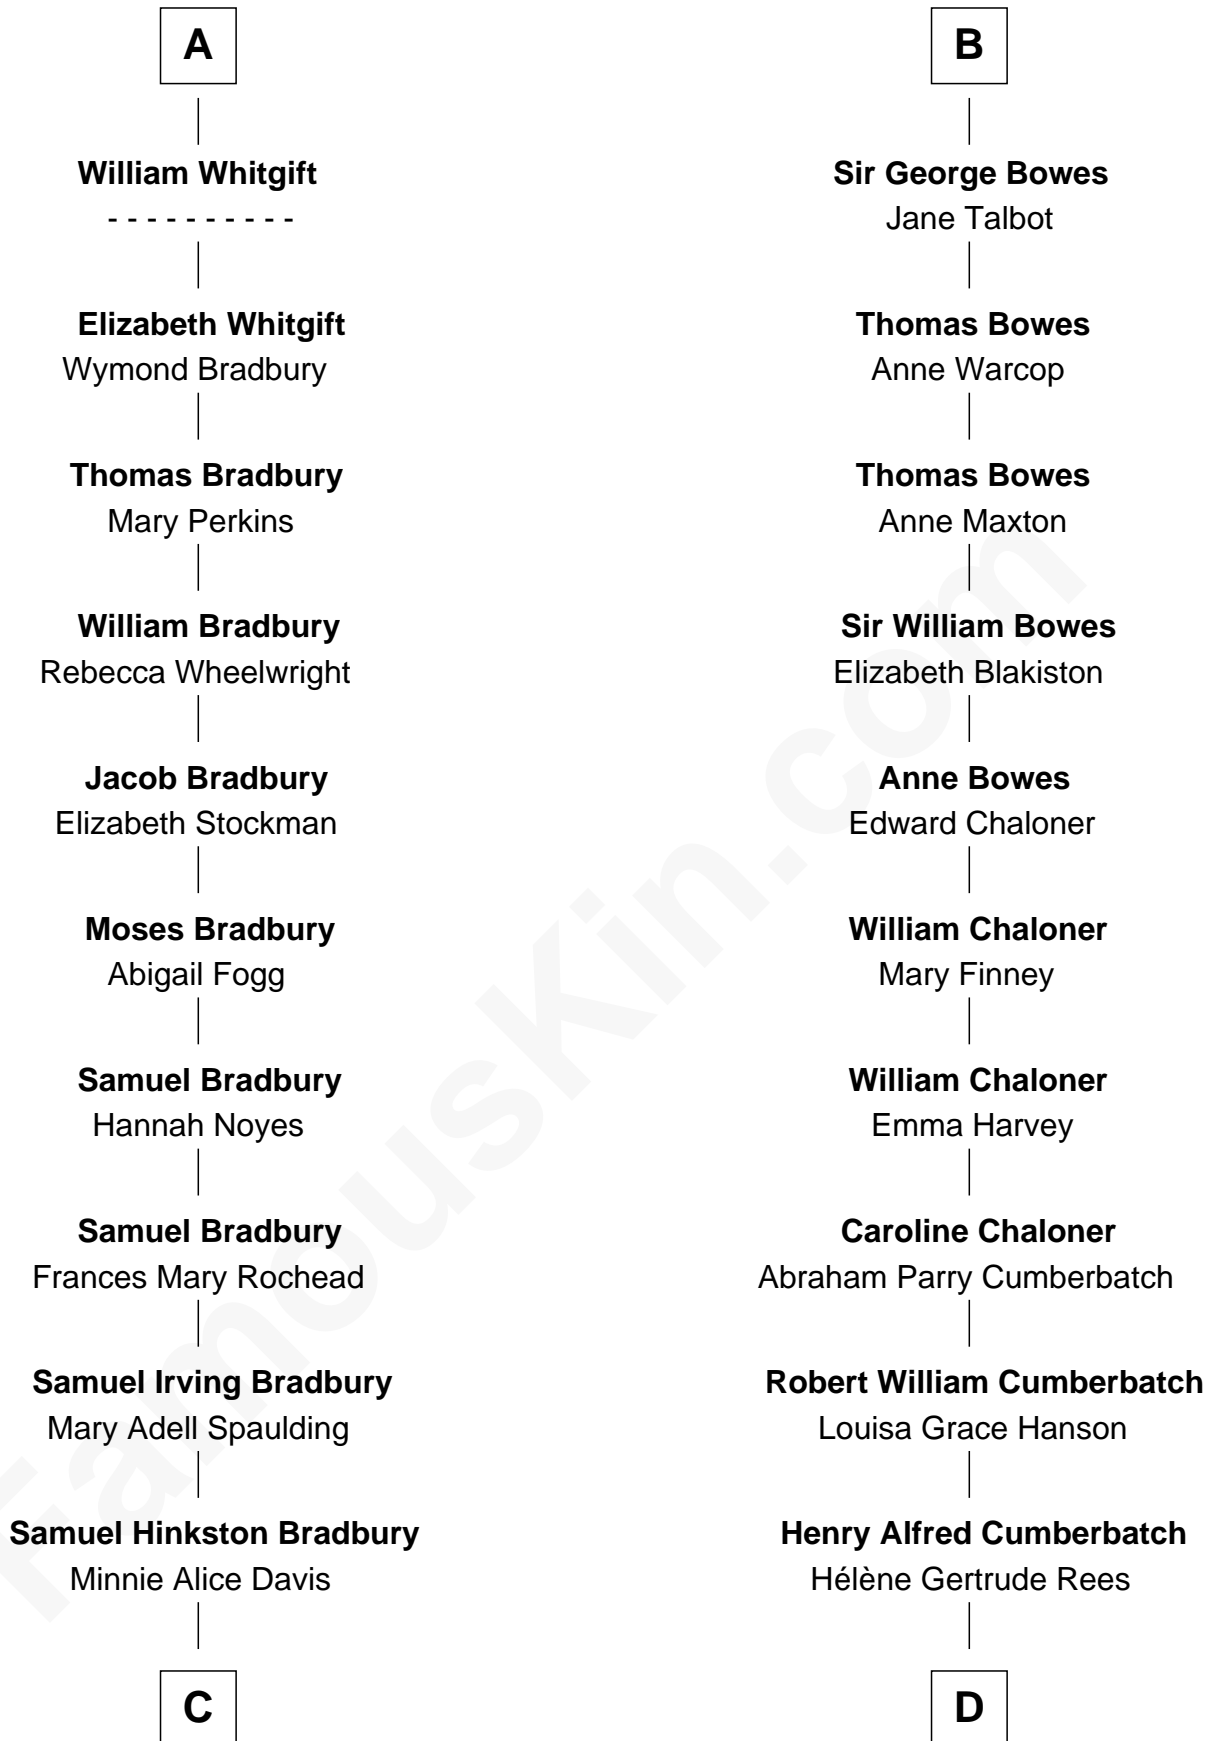 A
William Whitgift
- - - - - - - - - -
Elizabeth Whitgift
Wymond Bradbury
Thomas Bradbury
Mary Perkins
William Bradbury
Rebecca Wheelwright
Jacob Bradbury
Elizabeth Stockman
Moses Bradbury
Abigail Fogg
Samuel Bradbury
Hannah Noyes
Samuel Bradbury
Frances Mary Rochead
Samuel Irving Bradbury
Mary Adell Spaulding
Samuel Hinkston Bradbury
Minnie Alice Davis
C
B
Sir George Bowes
Jane Talbot
Thomas Bowes
Anne Warcop
Thomas Bowes
Anne Maxton
Sir William Bowes
Elizabeth Blakiston
Anne Bowes
Edward Chaloner
William Chaloner
Mary Finney
William Chaloner
Emma Harvey
Caroline Chaloner
Abraham Parry Cumberbatch
Robert William Cumberbatch
Louisa Grace Hanson
Henry Alfred Cumberbatch
Hélène Gertrude Rees
D
FamousKin.com